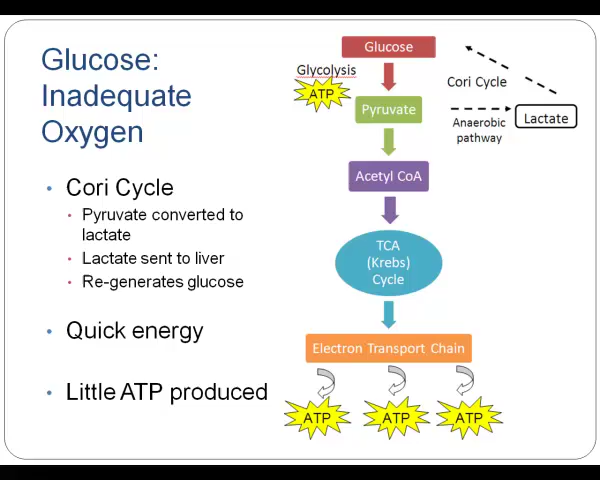 Glucose:
Inadequate
Oxygen
• Cori Cycle
• Pyruvate converted to
lactate
• Lactate sent to liver
• Re-generates glucose
• Quick energy
• Little ATP produced
Glucose
Glycolysis
ATP
Pyruvate
Cori Cycle
Anaerobic
pathway
Lactate
Acetyl CoA
TCA
(Krebs)
Cycle
Electron Transport Chain
ATP
ATP
ATP